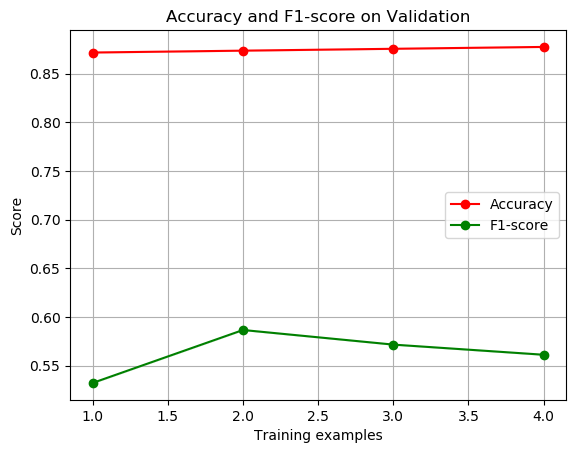 Accuracy and F1-score on Validation
Score
0.85
0.80
0.75
0.70
0.65
0.60
0.55
Accuracy
F1-score
1.0 1.5 2.0 2.5 3.0 3.5 4.0
Training examples